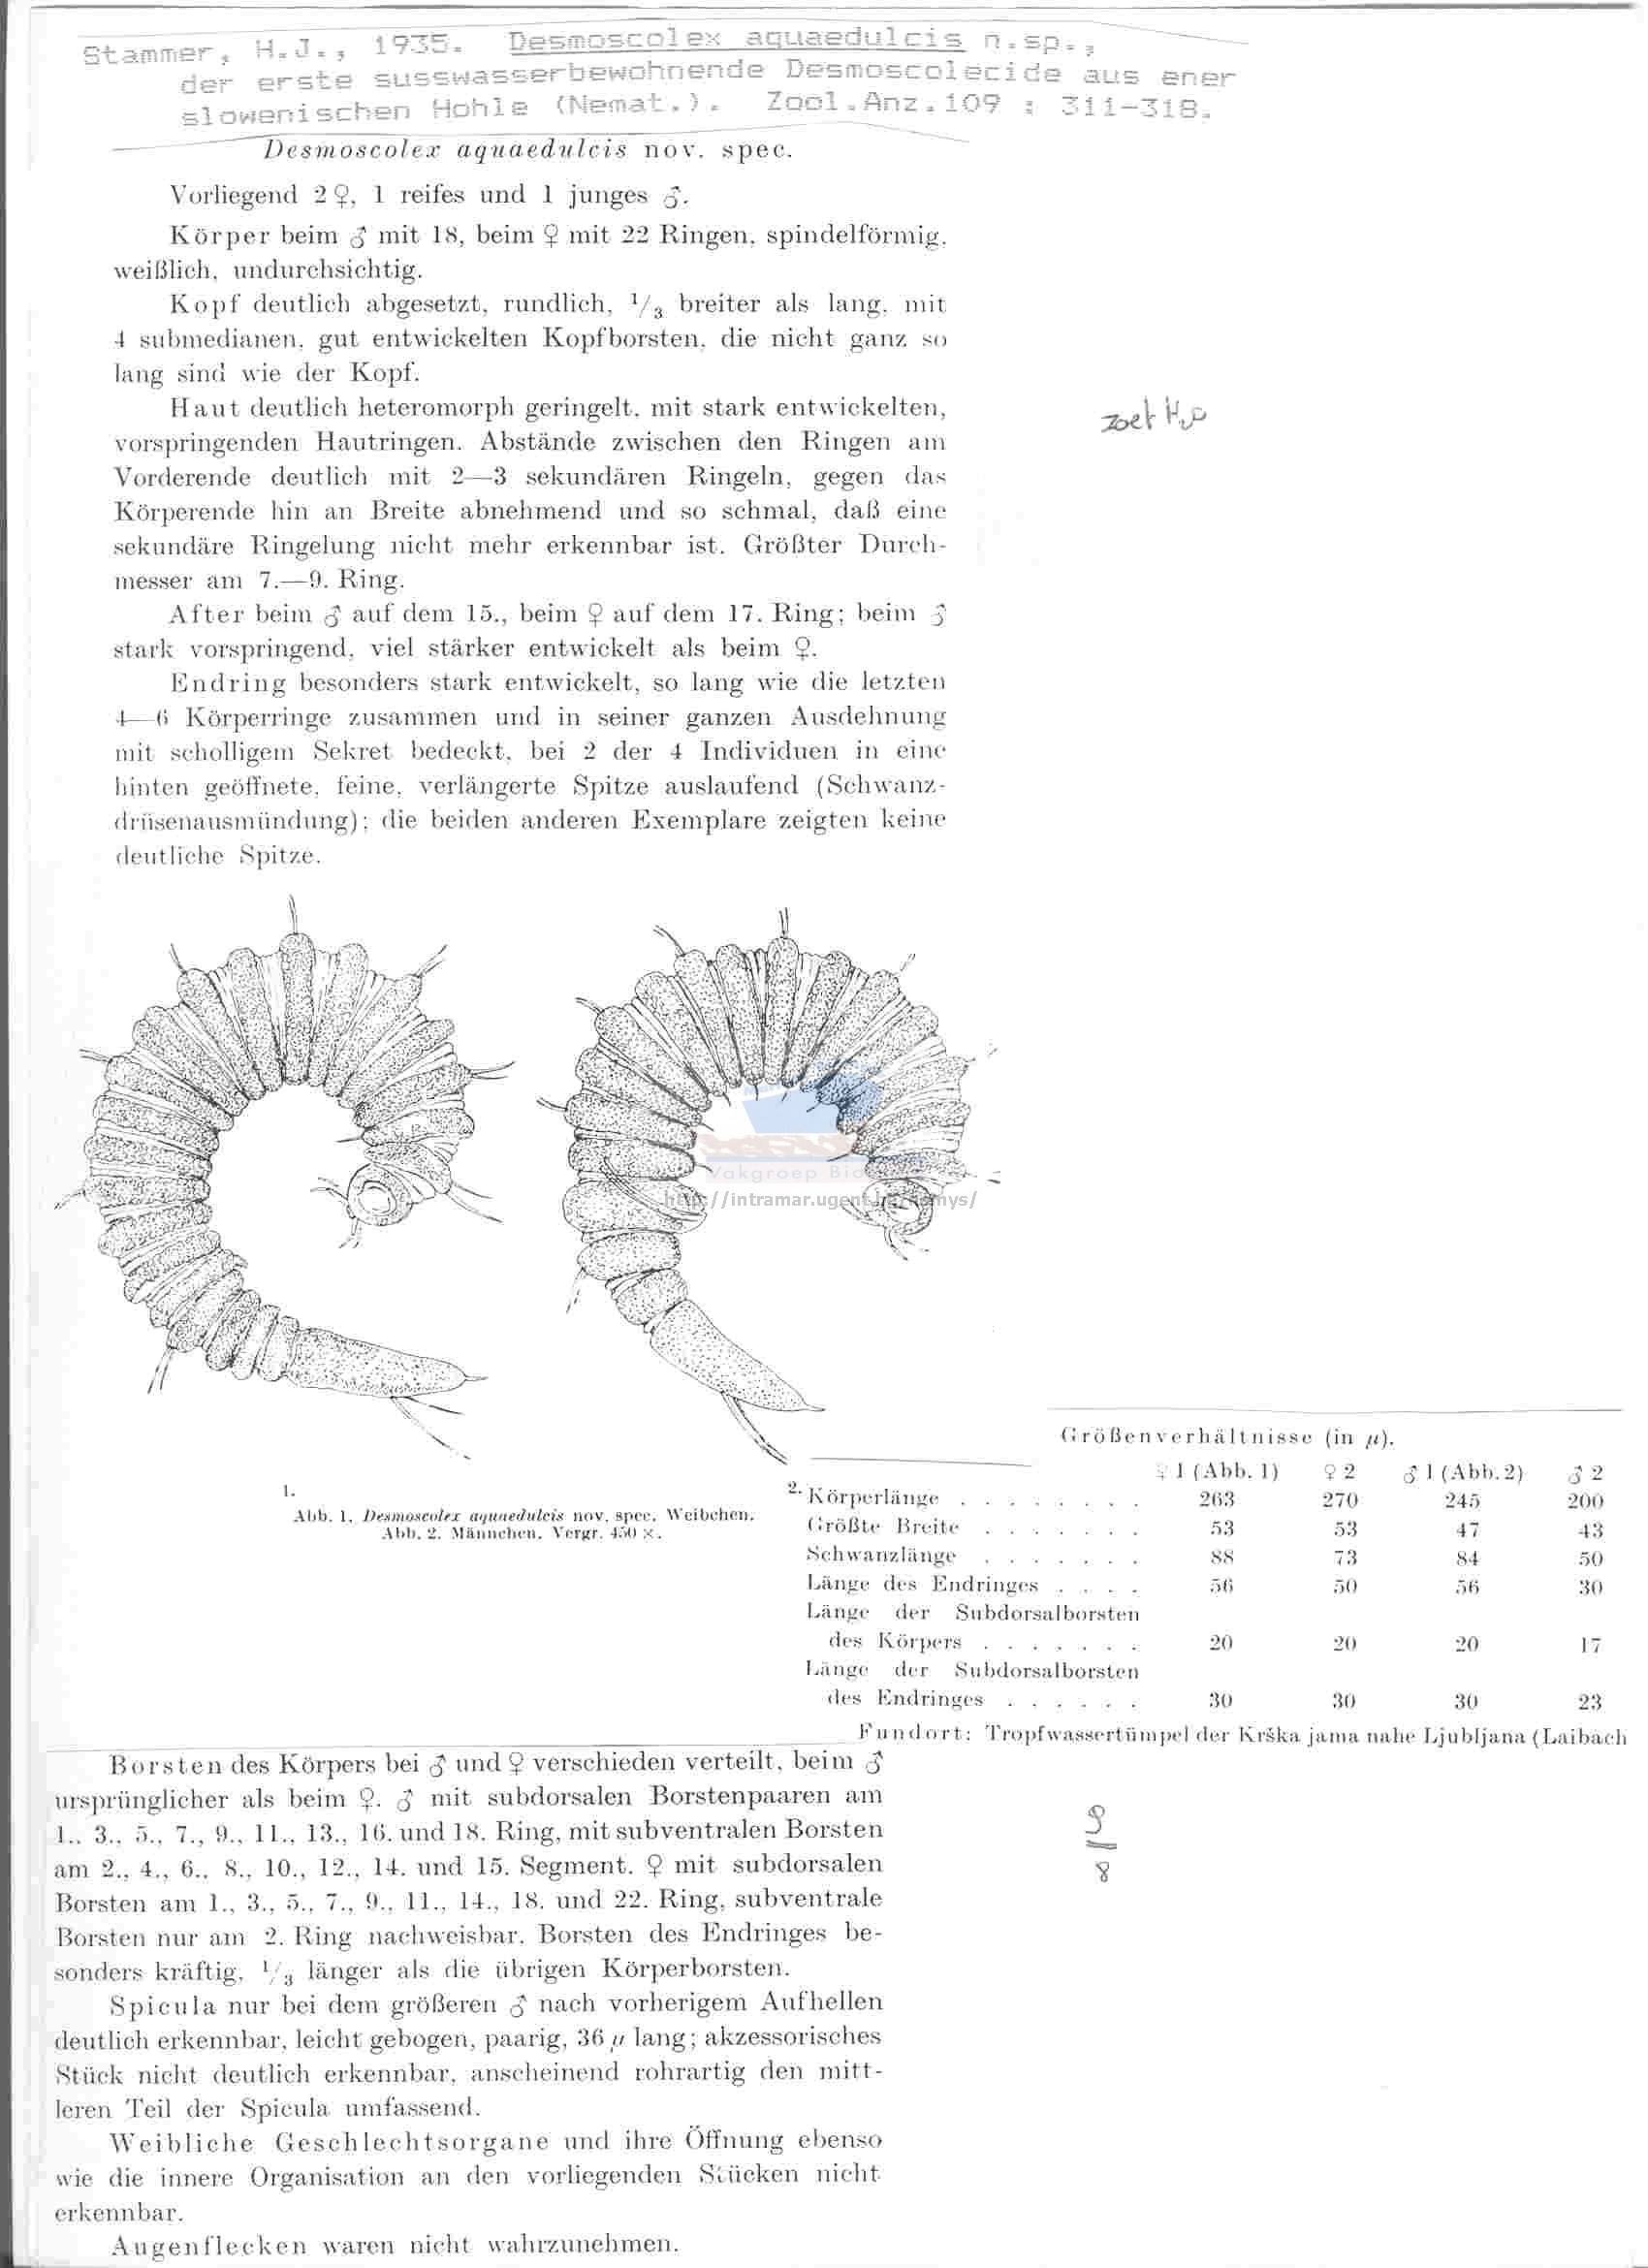 Stammer, H.J., 1935. Desmoscolex aquaedulcis n.sp.,
der erste susswasserbewohnende Desmoscolecide aus ener
slowenischen Hohle (Nemat.). Zool.Anz.109 : 311-318.
Desmoscolex aquaedulcis nov. spec.
Vorliegend 2 ♀, 1 reifes und 1 junges ♂.
Körper beim ♂ mit 18, beim ♀ mit 22 Ringen, spindelförmig,
weißlich, undurchsichtig.
Kopf deutlich abgesetzt, rundlich, 1/3 breiter als lang, mit
4 submedianen, gut entwickelten Kopfborsten, die nicht ganz so
lang sind wie der Kopf.
Haut deutlich heteromorph geringelt, mit stark entwickelten,
vorspringenden Hautringen. Abstände zwischen den Ringen am
Vorderende deutlich mit 2—3 sekundären Ringeln, gegen das
Körperende hin an Breite abnehmend und so schmal, daß eine
sekundäre Ringelung nicht mehr erkennbar ist. Größter Durch-
messer am 7.—9. Ring.
After beim ♂ auf dem 15., beim ♀ auf dem 17. Ring; beim ♂
stark vorspringend, viel stärker entwickelt als beim ♀.
Endring besonders stark entwickelt, so lang wie die letzten
4—6 Körperringe zusammen und in seiner ganzen Ausdehnung
mit scholligem Sekret bedeckt, bei 2 der 4 Individuen in eine
hinten geöffnete, feine, verlängerte Spitze auslaufend (Schwanz-
drüsenausmündung); die beiden anderen Exemplare zeigten keine
deutliche Spitze.
zoet H2O
Vakgroep Bio
http://intramar.ugent.be/nemys/
1.
2.
Abb. 1. Desmoscolex aquaedulcis nov. spec. Weibchen.
Abb. 2. Männchen. Vergr. 450 ×.
Größenverhältnisse (in μ).
♀ 1 (Abb. 1) ♀ 2 ♂ 1 (Abb. 2) ♂ 2
Körperlänge . . . . . . . . 263 270 245 200
Größte Breite . . . . . . . 53 53 47 43
Schwanzlänge . . . . . . . 88 73 84 50
Länge des Endringes . . . . 56 50 56 30
Länge der Subdorsalborsten
des Körpers . . . . . . . 20 20 20 17
Länge der Subdorsalborsten
des Endringes . . . . . . 30 30 30 23
Fundort: Tropfwassertümpel der Krška jama nahe Ljubljana (Laibach
Borsten des Körpers bei ♂ und ♀ verschieden verteilt, beim ♂
ursprünglicher als beim ♀. ♂ mit subdorsalen Borstenpaaren am
1., 3., 5., 7., 9., 11., 13., 16. und 18. Ring, mit subventralen Borsten
am 2., 4., 6., 8., 10., 12., 14. und 15. Segment. ♀ mit subdorsalen
Borsten am 1., 3., 5., 7., 9., 11., 14., 18. und 22. Ring, subventrale
Borsten nur am 2. Ring nachweisbar. Borsten des Endringes be-
sonders kräftig, 1/3 länger als die übrigen Körperborsten.
Spicula nur bei dem größeren ♂ nach vorherigem Aufhellen
deutlich erkennbar, leicht gebogen, paarig, 36 μ lang; akzessorisches
Stück nicht deutlich erkennbar, anscheinend rohrartig den mitt-
leren Teil der Spicula umfassend.
Weibliche Geschlechtsorgane und ihre Öffnung ebenso
wie die innere Organisation an den vorliegenden Stücken nicht
erkennbar.
Augenflecken waren nicht wahrzunehmen.
9
8